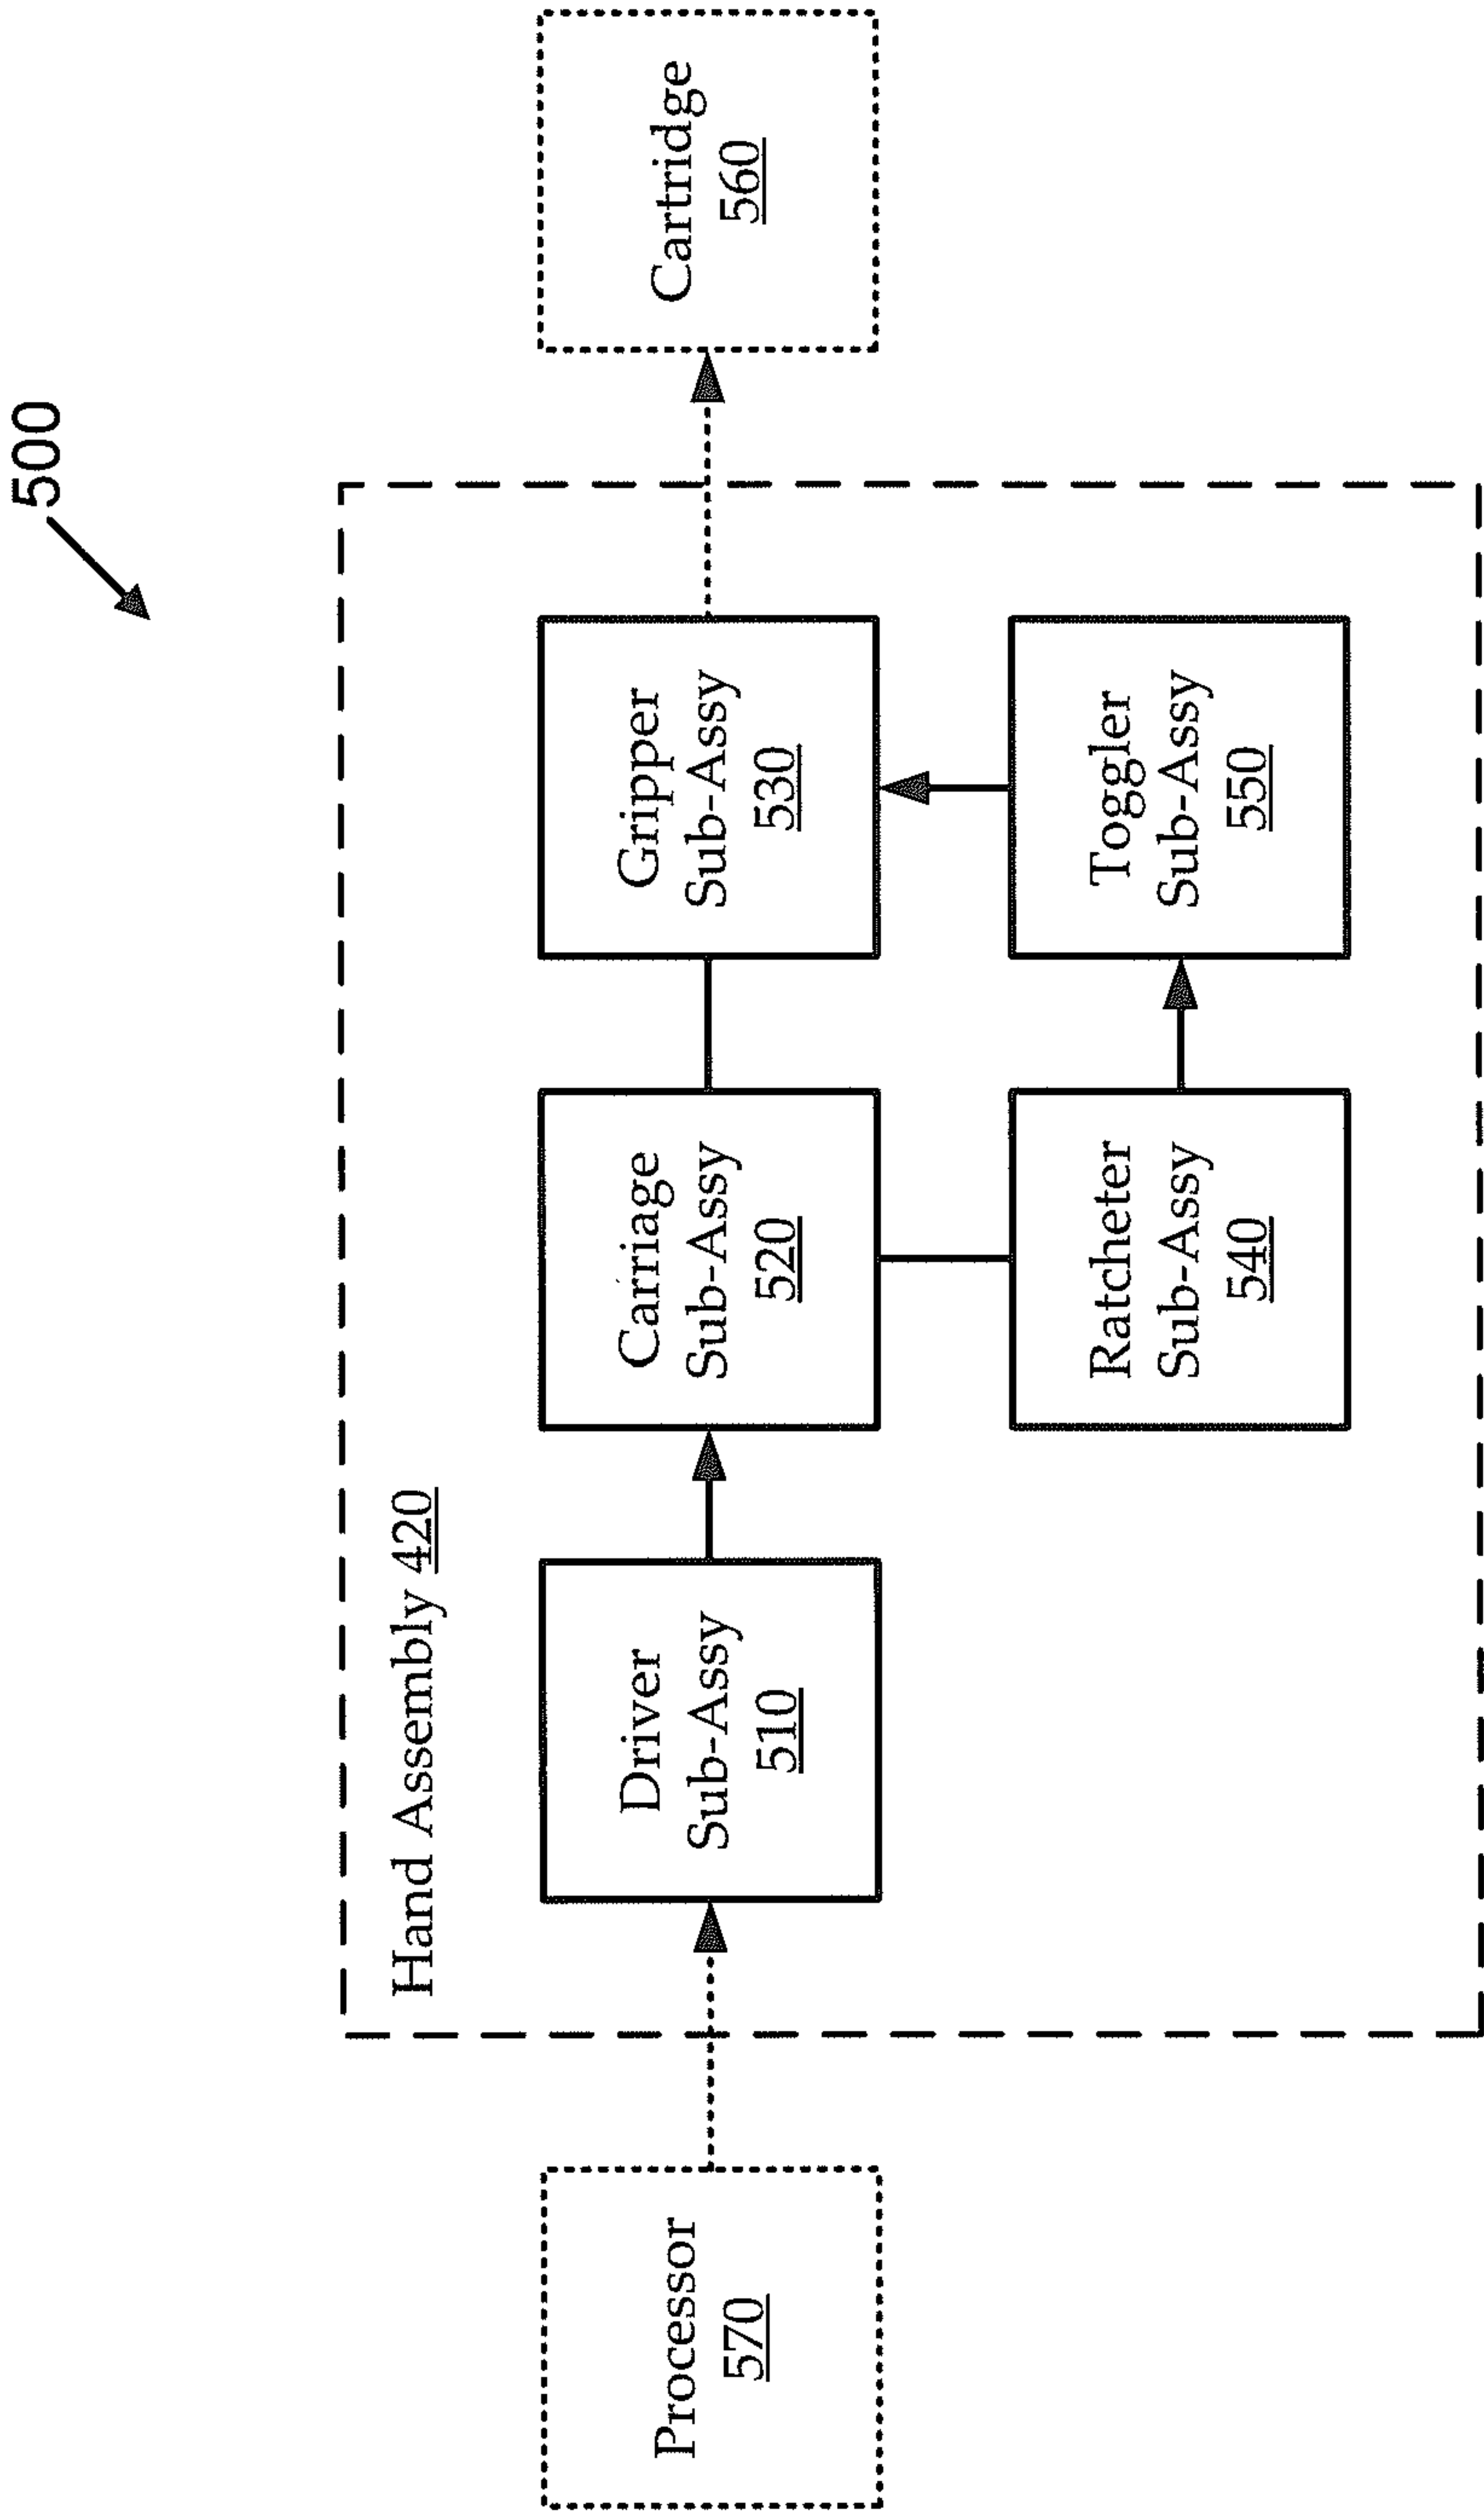 500
Hand Assembly 420
Processor
570
Driver
Sub-Assy
510
Carriage
Sub-Assy
520
Gripper
Sub-Assy
530
Cartridge
560
Ratcheter
Sub-Assy
540
Toggler
Sub-Assy
550